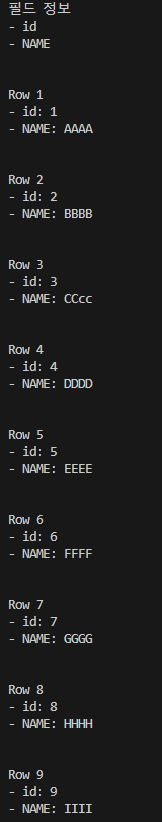 필드 정보
- id
- NAME
Row 1
- id: 1
- NAME: AAAA
Row 2
- id: 2
- NAME: BBBB
Row 3
- id: 3
- NAME: CCcc
Row 4
- id: 4
- NAME: DDDD
Row 5
- id: 5
- NAME: EEEE
Row 6
- id: 6
- NAME: FFFF
Row 7
- id: 7
- NAME: GGGG
Row 8
- id: 8
- NAME: HHHH
Row 9
- id: 9
- NAME: IIII